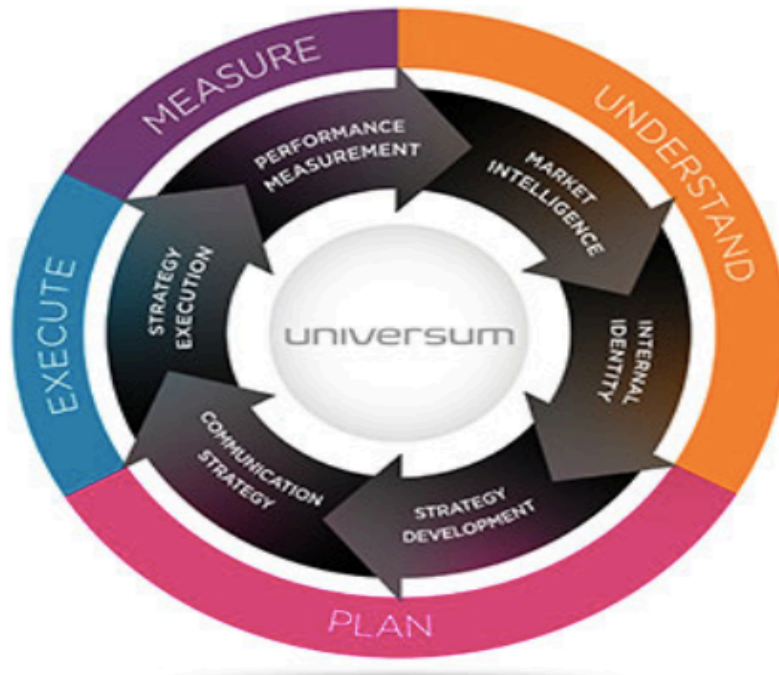 MEASURE
UNDERSTAND
PLAN
EXECUTE
PERFORMANCE
MEASUREMENT
MARKET
INTELLIGENCE
INTERNAL
IDENTITY
STRATEGY
DEVELOPMENT
COMMUNICATION
STRATEGY
STRATEGY
EXECUTION
universum